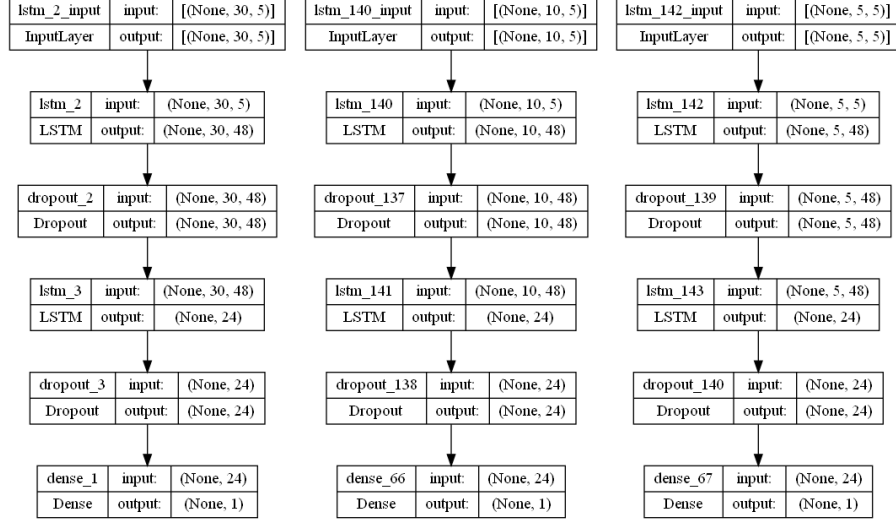 lstm_2_input input: [(None, 30, 5)]
InputLayer output: [(None, 30, 5)]
lstm_2 input: (None, 30, 5)
LSTM output: (None, 30, 48)
dropout_2 input: (None, 30, 48)
Dropout output: (None, 30, 48)
lstm_3 input: (None, 30, 48)
LSTM output: (None, 24)
dropout_3 input: (None, 24)
Dropout output: (None, 24)
dense_1 input: (None, 24)
Dense output: (None, 1)
lstm_140_input input: [(None, 10, 5)]
InputLayer output: [(None, 10, 5)]
lstm_140 input: (None, 10, 5)
LSTM output: (None, 10, 48)
dropout_137 input: (None, 10, 48)
Dropout output: (None, 10, 48)
lstm_141 input: (None, 10, 48)
LSTM output: (None, 24)
dropout_138 input: (None, 24)
Dropout output: (None, 24)
dense_66 input: (None, 24)
Dense output: (None, 1)
lstm_142_input input: [(None, 5, 5)]
InputLayer output: [(None, 5, 5)]
lstm_142 input: (None, 5, 5)
LSTM output: (None, 5, 48)
dropout_139 input: (None, 5, 48)
Dropout output: (None, 5, 48)
lstm_143 input: (None, 5, 48)
LSTM output: (None, 24)
dropout_140 input: (None, 24)
Dropout output: (None, 24)
dense_67 input: (None, 24)
Dense output: (None, 1)